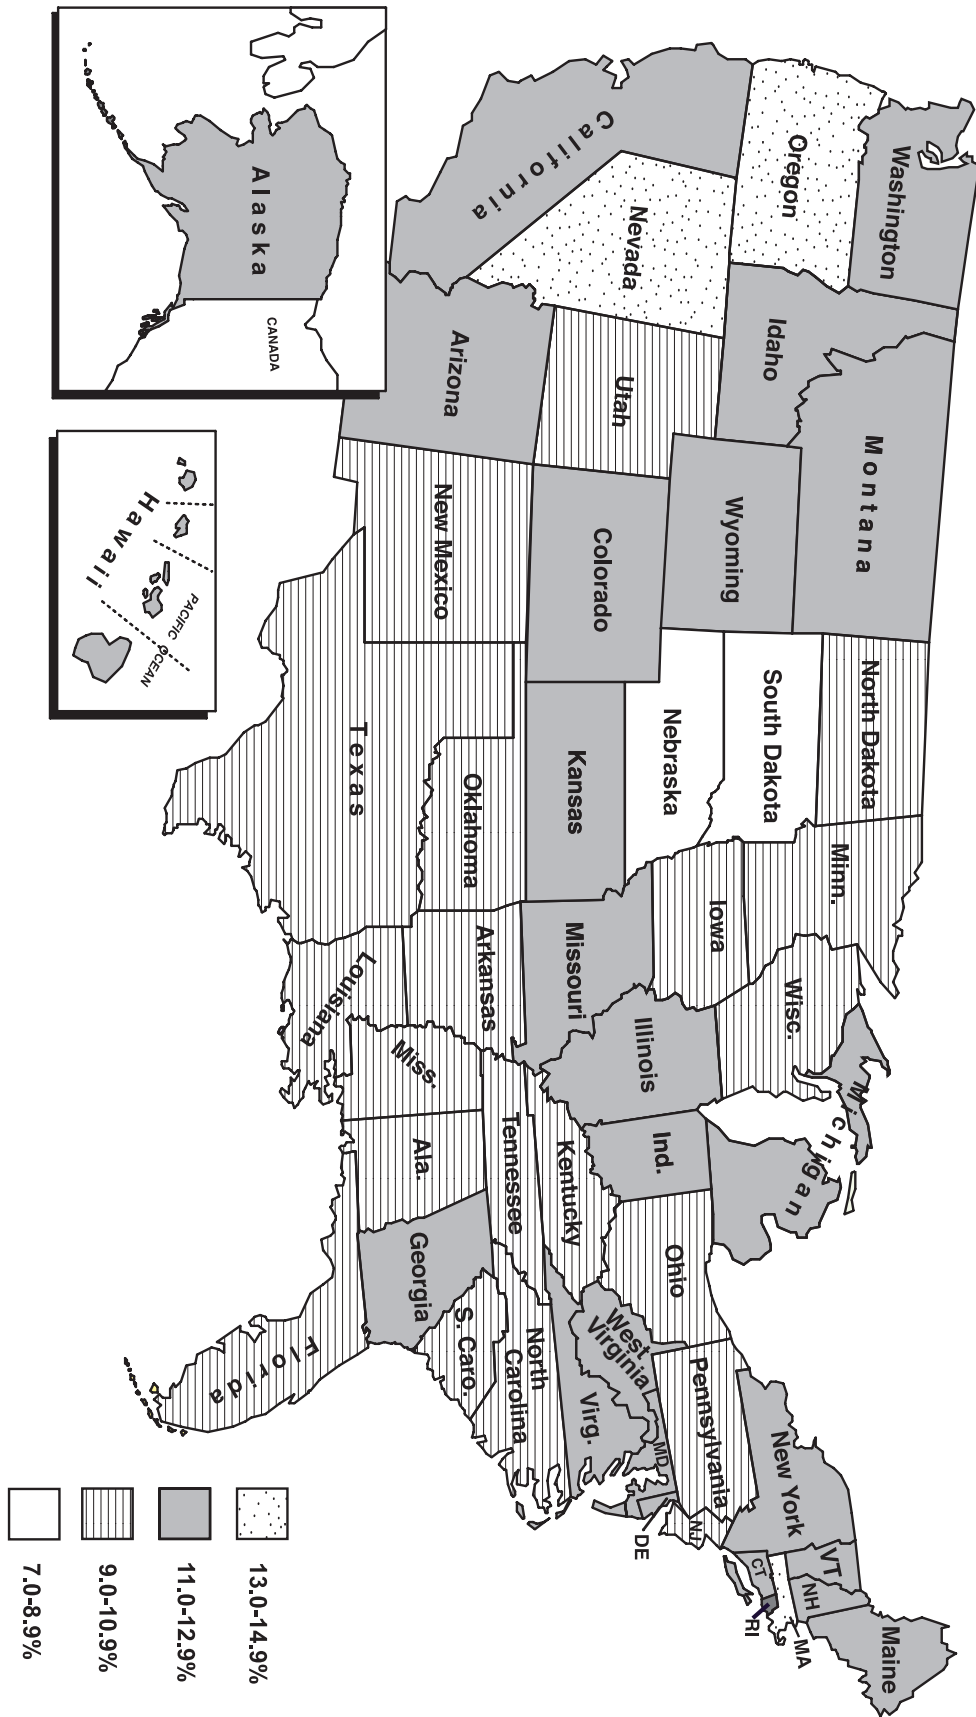 Washington
Oregon
California
Nevada
Idaho
Montana
Wyoming
Utah
Arizona
Colorado
New Mexico
North Dakota
South Dakota
Nebraska
Kansas
Oklahoma
Texas
Minn.
Iowa
Missouri
Arkansas
Louisiana
Wisc.
Illinois
Michigan
Ind.
Ohio
Kentucky
Tennessee
Miss.
Ala.
Georgia
Florida
S. Caro.
North
Carolina
Virg.
West
Virginia
MD
DE
Pennsylvania
NJ
New York
CT
RI
MA
VT
NH
Maine
Alaska
CANADA
Hawaii
PACIFIC
OCEAN
13.0-14.9%
11.0-12.9%
9.0-10.9%
7.0-8.9%